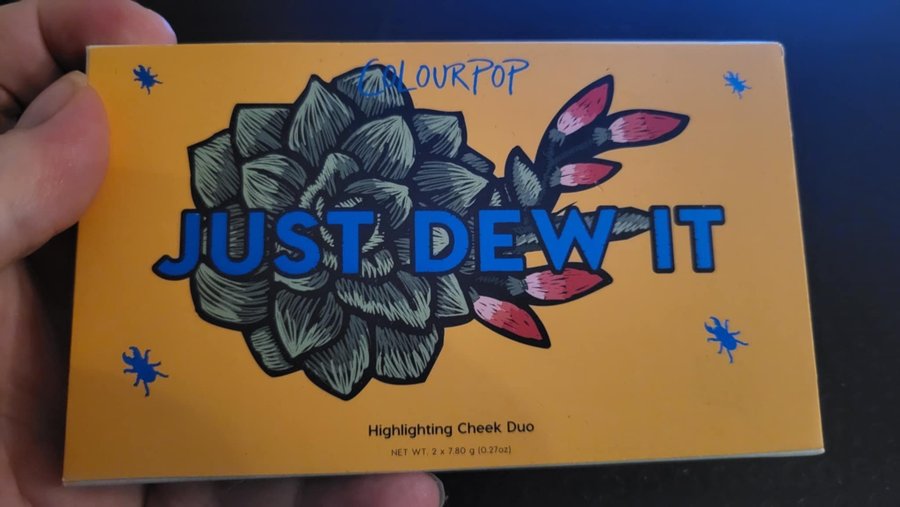 COLOURPOP
JUST DEW IT
Highlighting Cheek Duo
NET WT. 2 x 7.80 g (0.27oz)